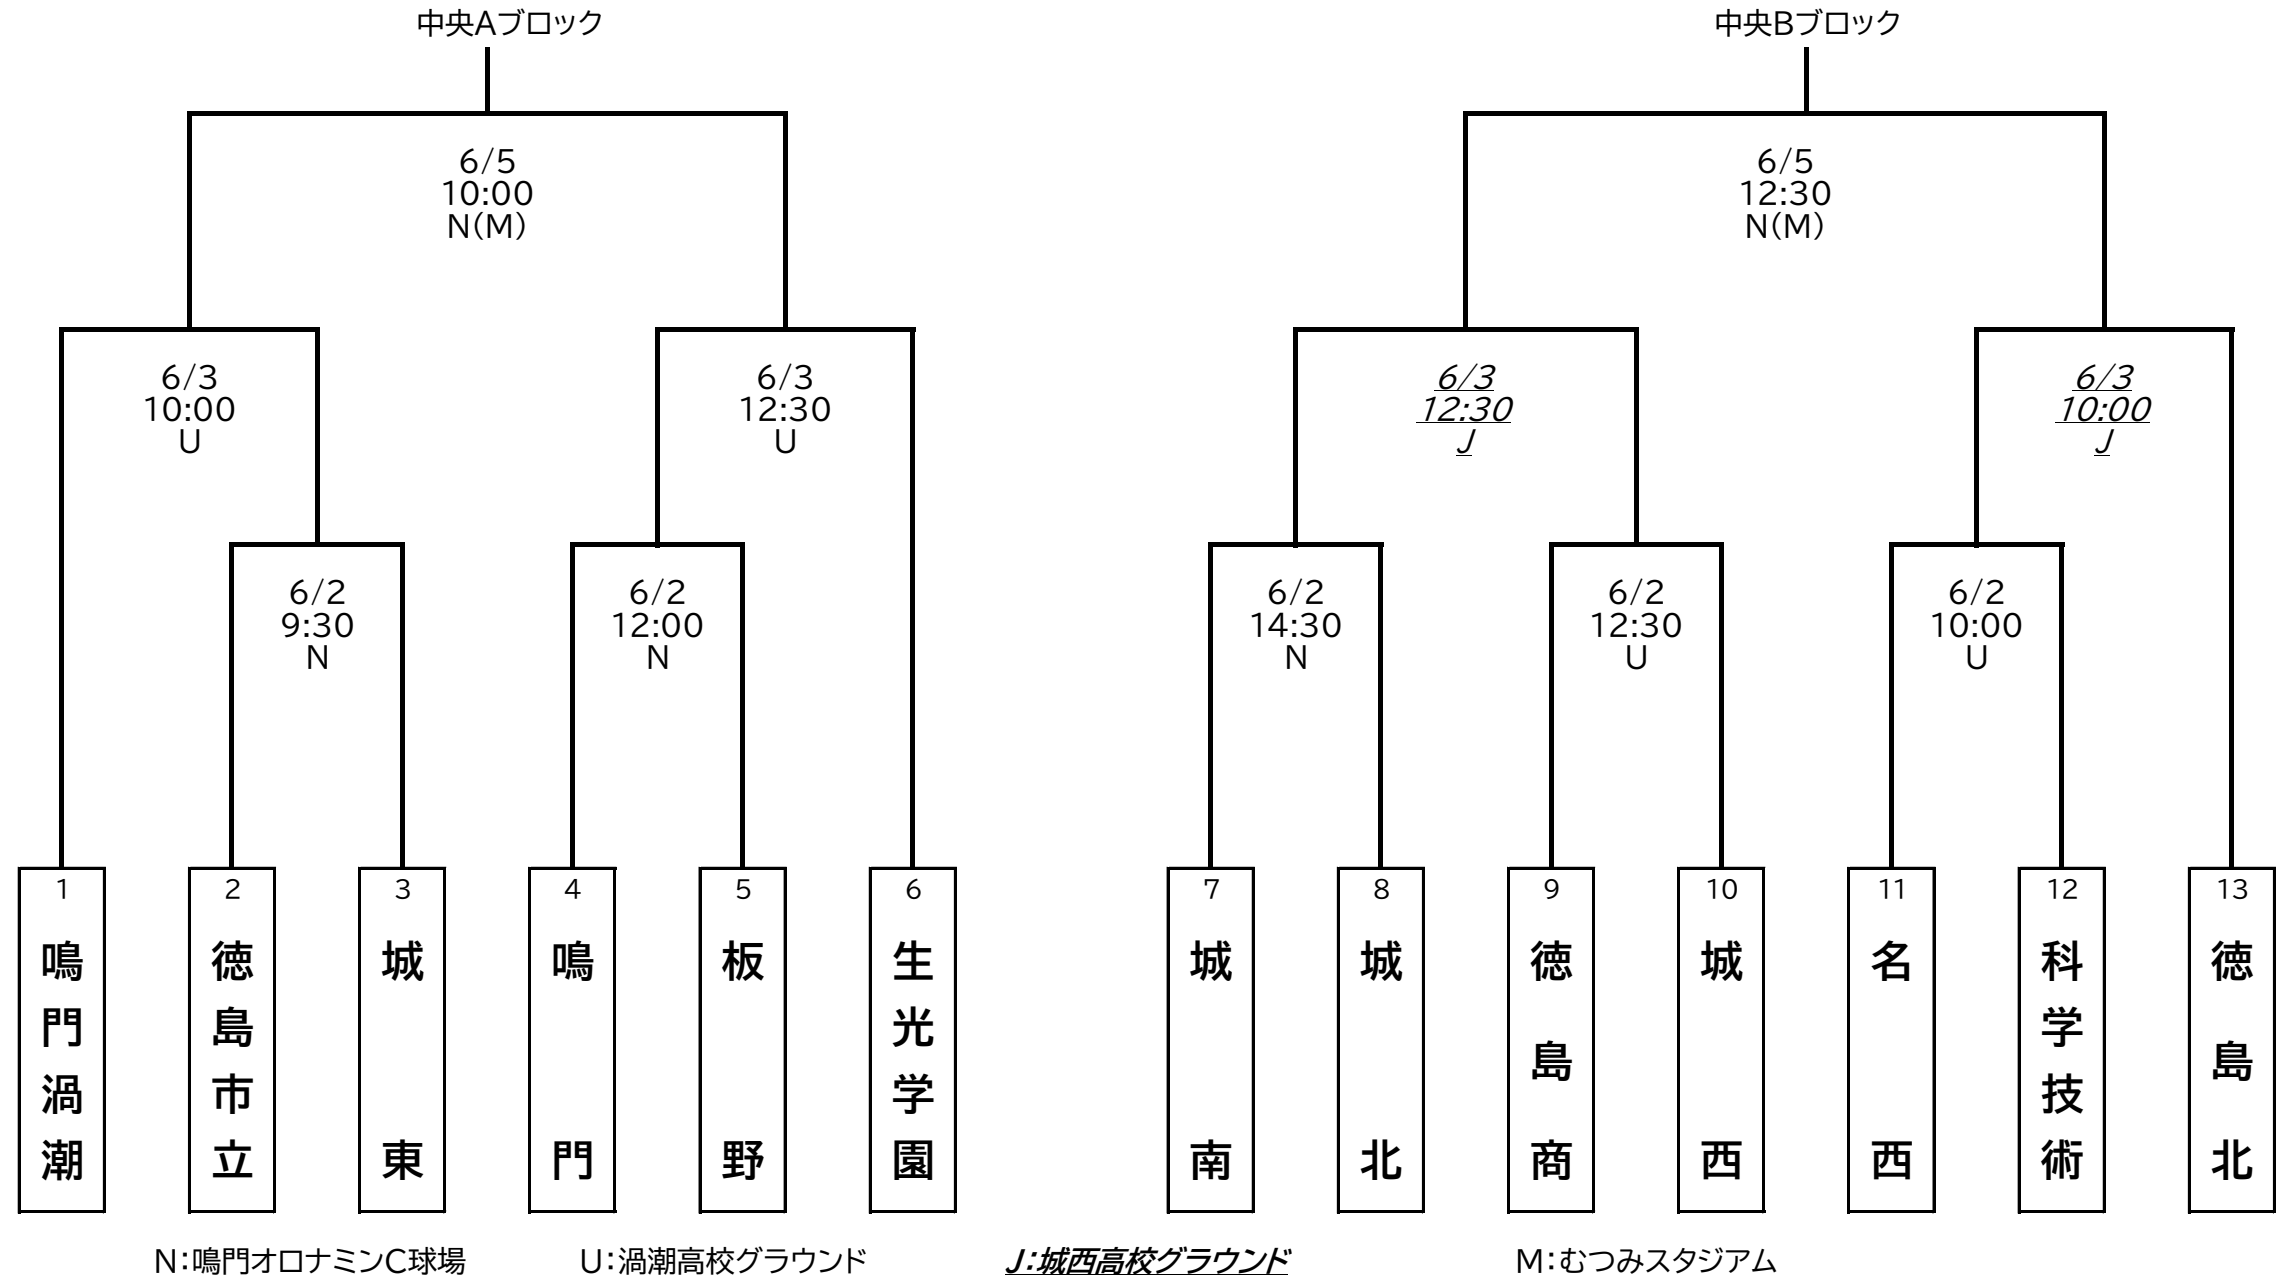 中央Aブロック
中央Bブロック
6/5
10:00
N(M)
6/5
12:30
N(M)
6/3
10:00
U
6/3
12:30
U
6/3
12:30
J
6/3
10:00
J
6/2
9:30
N
6/2
12:00
N
6/2
14:30
N
6/2
12:30
U
6/2
10:00
U
1
鳴門渦潮
2
徳島市立
3
城東
4
鳴門
5
板野
6
生光学園
7
城南
8
城北
9
徳島商
10
城西
11
名西
12
科学技術
13
徳島北
N：鳴門オロナミンC球場
U：渦潮高校グラウンド
J：城西高校グラウンド
M：むつみスタジアム